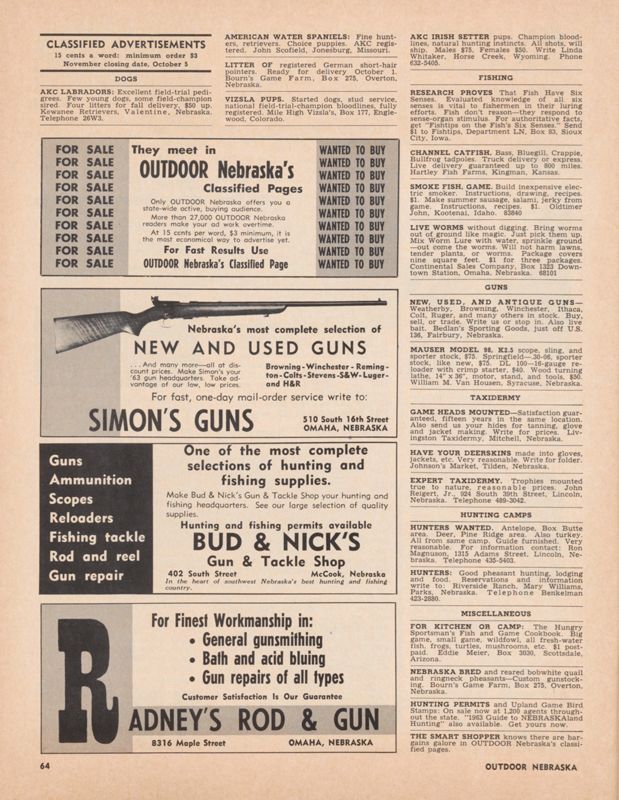 CLASSIFIED ADVERTISEMENTS
15 cents a word: minimum order $3
November closing date, October 5
DOGS
AKC LABRADORS: Excellent field-trial pedi-
grees. Few young dogs, some field-champion
sired. Four litters for fall delivery, $50 up.
Kewanee Retrievers, Valentine, Nebraska.
Telephone 26W3.
AMERICAN WATER SPANIELS: Fine hunt-
ers, retrievers. Choice puppies. AKC regis-
tered. John Scofield, Jonesburg, Missouri.
LITTER OF registered German short-hair
pointers. Ready for delivery October 1.
Bourn's Game Farm, Box 275, Overton,
Nebraska.
VIZSLA PUPS. Started dogs, stud service,
national field-trial-champion bloodlines, fully
registered. Mile High Vizsla's, Box 177, Engle-
wood, Colorado.
FOR SALE
FOR SALE
FOR SALE
FOR SALE
FOR SALE
FOR SALE
FOR SALE
FOR SALE
FOR SALE
FOR SALE
They meet in
OUTDOOR Nebraska's
Classified Pages
Only OUTDOOR Nebraska offers you a
state-wide active, buying audience.
More than 27,000 OUTDOOR Nebraska
readers make your ad work overtime.
At 15 cents per word, $3 minimum, it is
the most economical way to advertise yet.
For Fast Results Use
OUTDOOR Nebraska's Classified Page
WANTED TO BUY
WANTED TO BUY
WANTED TO BUY
WANTED TO BUY
WANTED TO BUY
WANTED TO BUY
WANTED TO BUY
WANTED TO BUY
WANTED TO BUY
WANTED TO BUY
Nebraska's most complete selection of
NEW AND USED GUNS
. . . And many more—all at dis-
count prices. Make Simon's your
'63 gun headquarters. Take ad-
vantage of our low, low prices.
Browning - Winchester - Reming -
ton - Colts - Stevens - S&W - Luger -
and H&R
For fast, one-day mail-order service write to:
SIMON'S GUNS
510 South 16th Street
OMAHA, NEBRASKA
Guns
Ammunition
Scopes
Reloaders
Fishing tackle
Rod and reel
Gun repair
One of the most complete
selections of hunting and
fishing supplies.
Make Bud & Nick's Gun & Tackle Shop your hunting and
fishing headquarters. See our large selection of quality
supplies.
Hunting and fishing permits available
BUD & NICK'S
Gun & Tackle Shop
402 South Street
McCook, Nebraska
In the heart of southwest Nebraska's best hunting and fishing
country.
For Finest Workmanship in:
• General gunsmithing
• Bath and acid bluing
• Gun repairs of all types
Customer Satisfaction Is Our Guarantee
RADNEY'S ROD & GUN
8316 Maple Street
OMAHA, NEBRASKA
AKC IRISH SETTER pups. Champion blood-
lines, natural hunting instincts. All shots, will
ship. Males $75, Females $50. Write Linda
Whitaker, Horse Creek, Wyoming. Phone
632-5405.
FISHING
RESEARCH PROVES That Fish Have Six
Senses. Evaluated knowledge of all six
senses is vital to fishermen in their luring
efforts. Fish don't reason—they respond to
sense-organ stimulus. For authoritative facts,
get "Fishtips on the Fish's Six Senses." Send
$1 to Fishtips, Department LN, Box 83, Sioux
City, Iowa.
CHANNEL CATFISH, Bass, Bluegill, Crappie,
Bullfrog tadpoles. Truck delivery or express.
Live delivery guaranteed up to 800 miles.
Hartley Fish Farms, Kingman, Kansas.
SMOKE FISH, GAME. Build inexpensive elec-
tric smoker. Instructions, drawing, recipes.
$1. Make summer sausage, salami, jerky from
game. Instructions, recipes. $1. Oldtimer
John, Kootenai, Idaho. 83840
LIVE WORMS without digging. Bring worms
out of ground like magic. Just pick them up.
Mix Worm Lure with water, sprinkle ground
-out come the worms. Will not harm lawns,
tender plants, or worms. Package covers
nine square feet. $1 for three packages.
Continental Sales Company, Box 1323 Down-
town Station, Omaha, Nebraska. 68101
GUNS
NEW, USED, AND ANTIQUE GUNS—
Weatherby, Browning, Winchester, Ithaca,
Colt, Ruger, and many others in stock. Buy,
sell, or trade. Write us or stop in. Also live
bait. Bedlan's Sporting Goods, just off U.S.
136, Fairbury, Nebraska.
MAUSER MODEL 98, K2.5 scope, sling, and
sporter stock, $75. Springfield—.30-06, sporter
stock, like new, $75. DL 100—16-gauge re-
loader with crimp starter, $40. Wood turning
lathe, 14" x 36", motor, stand, and tools, $50.
William M. Van Housen, Syracuse, Nebraska.
TAXIDERMY
GAME HEADS MOUNTED—Satisfaction guar-
anteed, fifteen years in the same location.
Also send us your hides for tanning, glove
and jacket making. Write for prices. Liv-
ingston Taxidermy, Mitchell, Nebraska.
HAVE YOUR DEERSKINS made into gloves,
jackets, etc. Very reasonable. Write for folder.
Johnson's Market, Tilden, Nebraska.
EXPERT TAXIDERMY. Trophies mounted
true to nature, reasonable prices. John
Reigert, Jr., 924 South 39th Street, Lincoln,
Nebraska. Telephone 489-3042.
HUNTING CAMPS
HUNTERS WANTED. Antelope, Box Butte
area. Deer, Pine Ridge area. Also turkey.
All from same camp. Guide furnished. Very
reasonable. For information contact: Ron
Magnuson, 1315 Adams Street, Lincoln, Ne-
braska. Telephone 435-5403.
HUNTERS: Good pheasant hunting, lodging
and food. Reservations and information
write to: Riverside Ranch, Mary Williams,
Parks, Nebraska. Telephone Benkelman
423-2880.
MISCELLANEOUS
FOR KITCHEN OR CAMP: The Hungry
Sportsman's Fish and Game Cookbook. Big
game, small game, wildfowl, all fresh-water
fish, frogs, turtles, mushrooms, etc. $1 post-
paid. Eddie Meier, Box 3030, Scottsdale,
Arizona.
NEBRASKA BRED and reared bobwhite quail
and ringneck pheasants—Custom gunstock-
ing. Bourn's Game Farm, Box 275, Overton,
Nebraska.
HUNTING PERMITS and Upland Game Bird
Stamps: On sale now at 1,200 agents through-
out the state. "1963 Guide to NEBRASKAland
Hunting" also available. Get yours now.
THE SMART SHOPPER knows there are bar-
gains galore in OUTDOOR Nebraska's classi-
fied pages.
64
OUTDOOR NEBRASKA